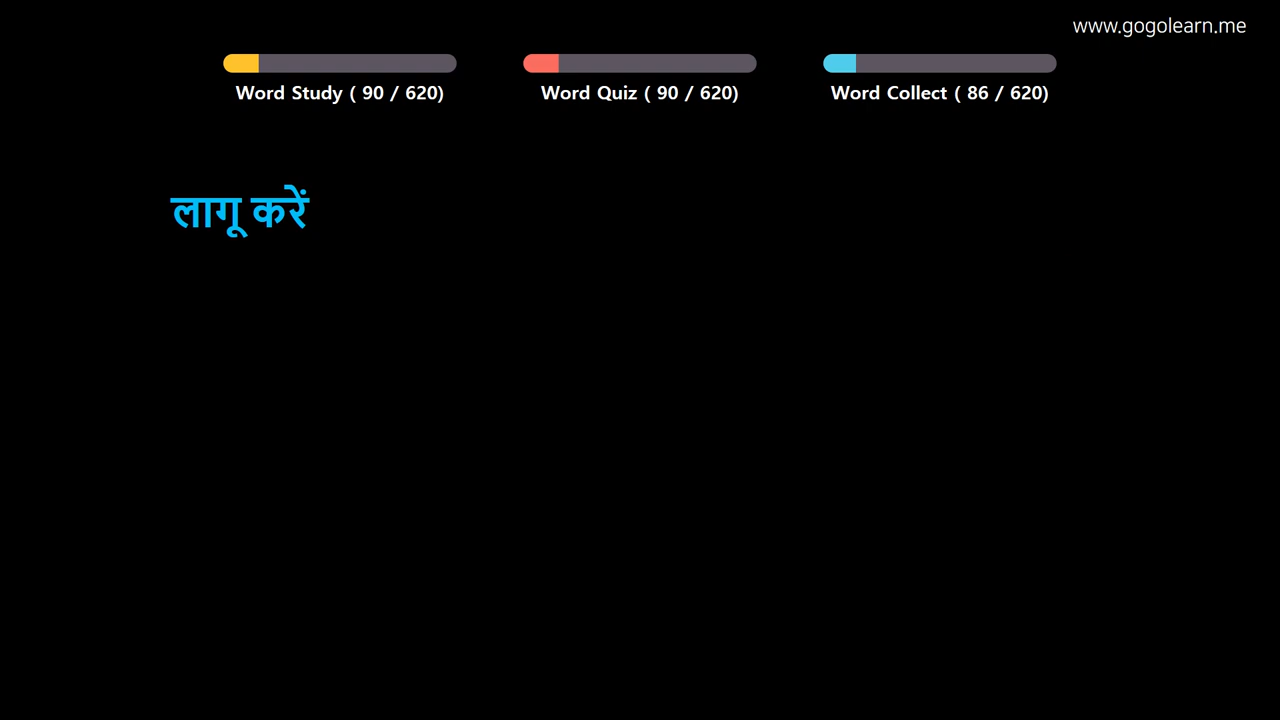 www.gogolearn.me
Word Study ( 90 / 620)
Word Quiz ( 90 / 620)
Word Collect ( 86 / 620)
लागू करें